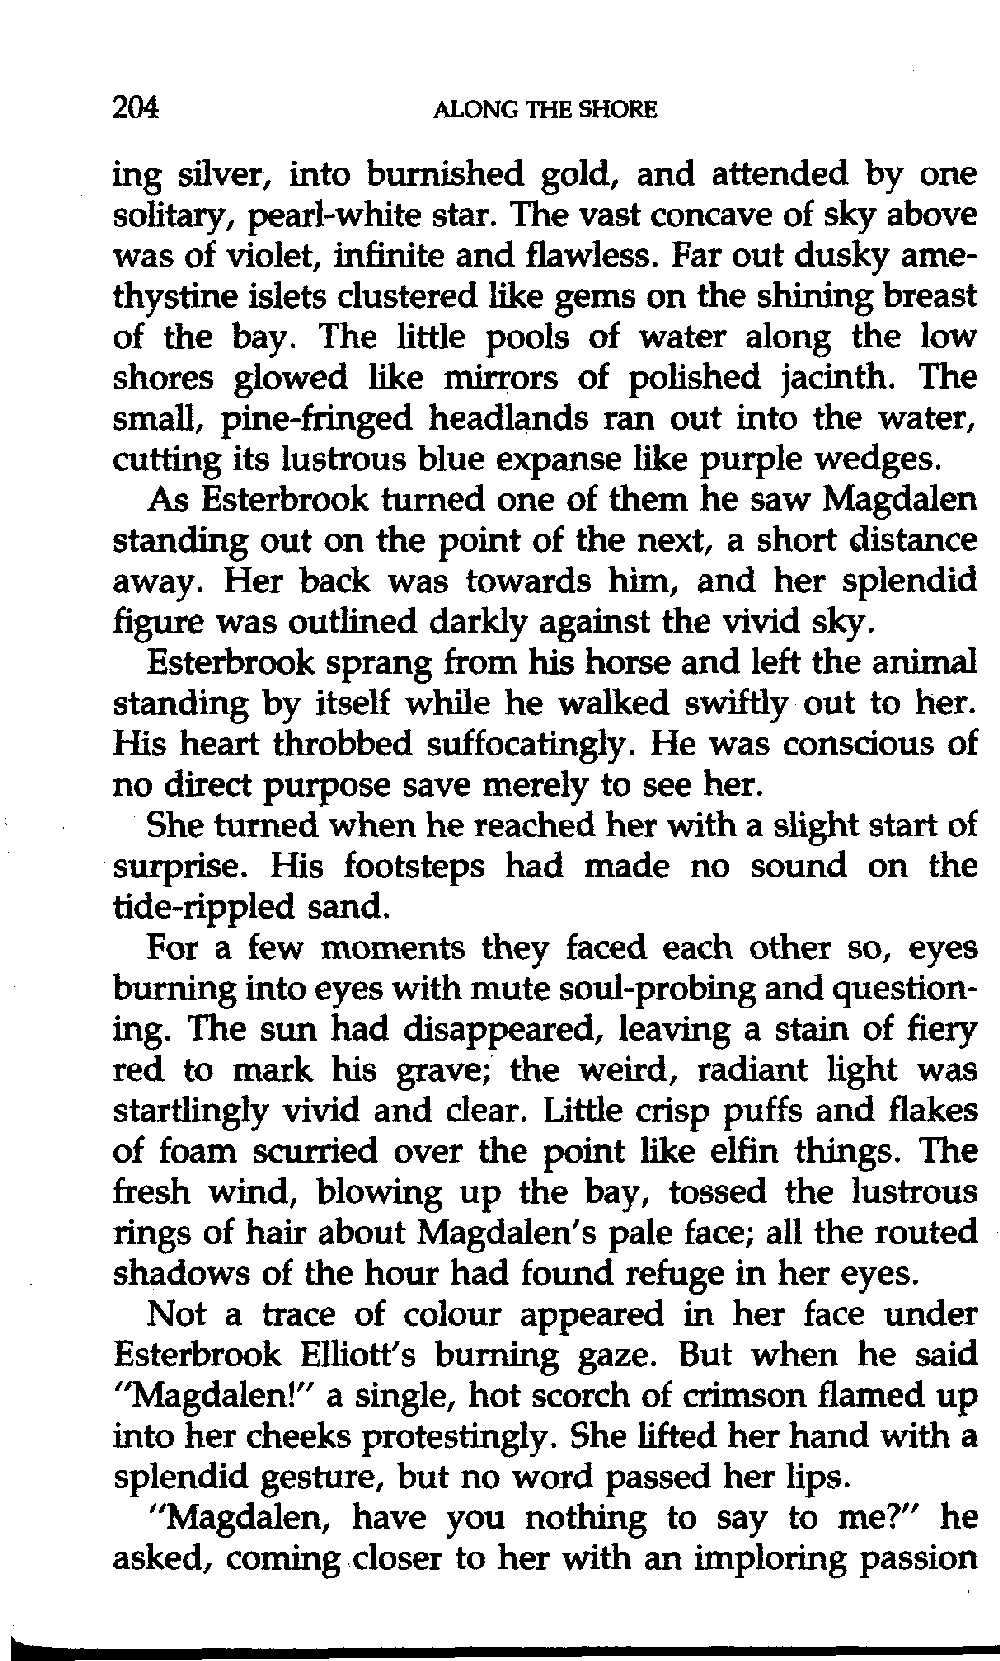 204 ALONG THE SHORE
ing silver, into burnished gold, and attended by one
solitary, pearl-white star. The vast concave of sky above
was of violet, infinite and flawless. Far out dusky ame-
thystine islets clustered like gems on the shining breast
of the bay. The little pools of water along the low
shores glowed like mirrors of polished jacinth. The
small, pine-fringed headlands ran out into the water,
cutting its lustrous blue expanse like purple wedges.
As Esterbrook turned one of them he saw Magdalen
standing out on the point of the next, a short distance
away. Her back was towards him, and her splendid
figure was outlined darkly against the vivid sky.
Esterbrook sprang from his horse and left the animal
standing by itself while he walked swiftly out to her.
His heart throbbed suffocatingly. He was conscious of
no direct purpose save merely to see her.
She turned when he reached her with a slight start of
surprise. His footsteps had made no sound on the
tide-rippled sand.
For a few moments they faced each other so, eyes
burning into eyes with mute soul-probing and question-
ing. The sun had disappeared, leaving a stain of fiery
red to mark his grave; the weird, radiant light was
startlingly vivid and clear. Little crisp puffs and flakes
of foam scurried over the point like elfin things. The
fresh wind, blowing up the bay, tossed the lustrous
rings of hair about Magdalen's pale face; all the routed
shadows of the hour had found refuge in her eyes.
Not a trace of colour appeared in her face under
Esterbrook Elliott's burning gaze. But when he said
"Magdalen!" a single, hot scorch of crimson flamed up
into her cheeks protestingly. She lifted her hand with a
splendid gesture, but no word passed her lips.
"Magdalen, have you nothing to say to me?" he
asked, coming closer to her with an imploring passion